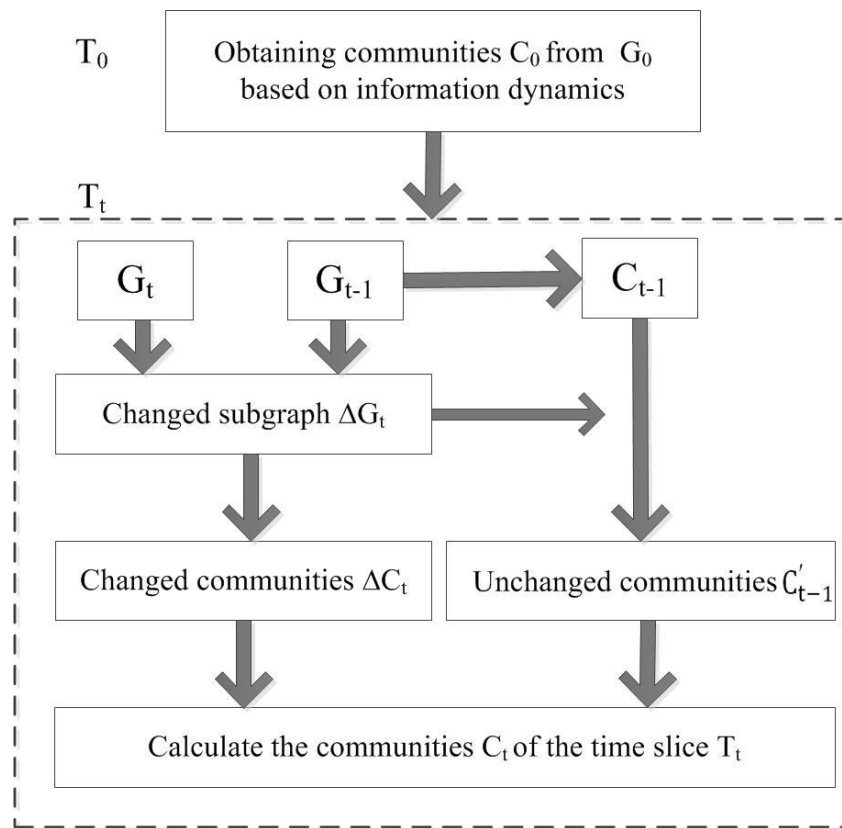 T₀
Obtaining communities C₀ from G₀
based on information dynamics
Tₜ
Gₜ
Gₜ₋₁
Cₜ₋₁
Changed subgraph ΔGₜ
Changed communities ΔCₜ
Unchanged communities C′ₜ₋₁
Calculate the communities Cₜ of the time slice Tₜ